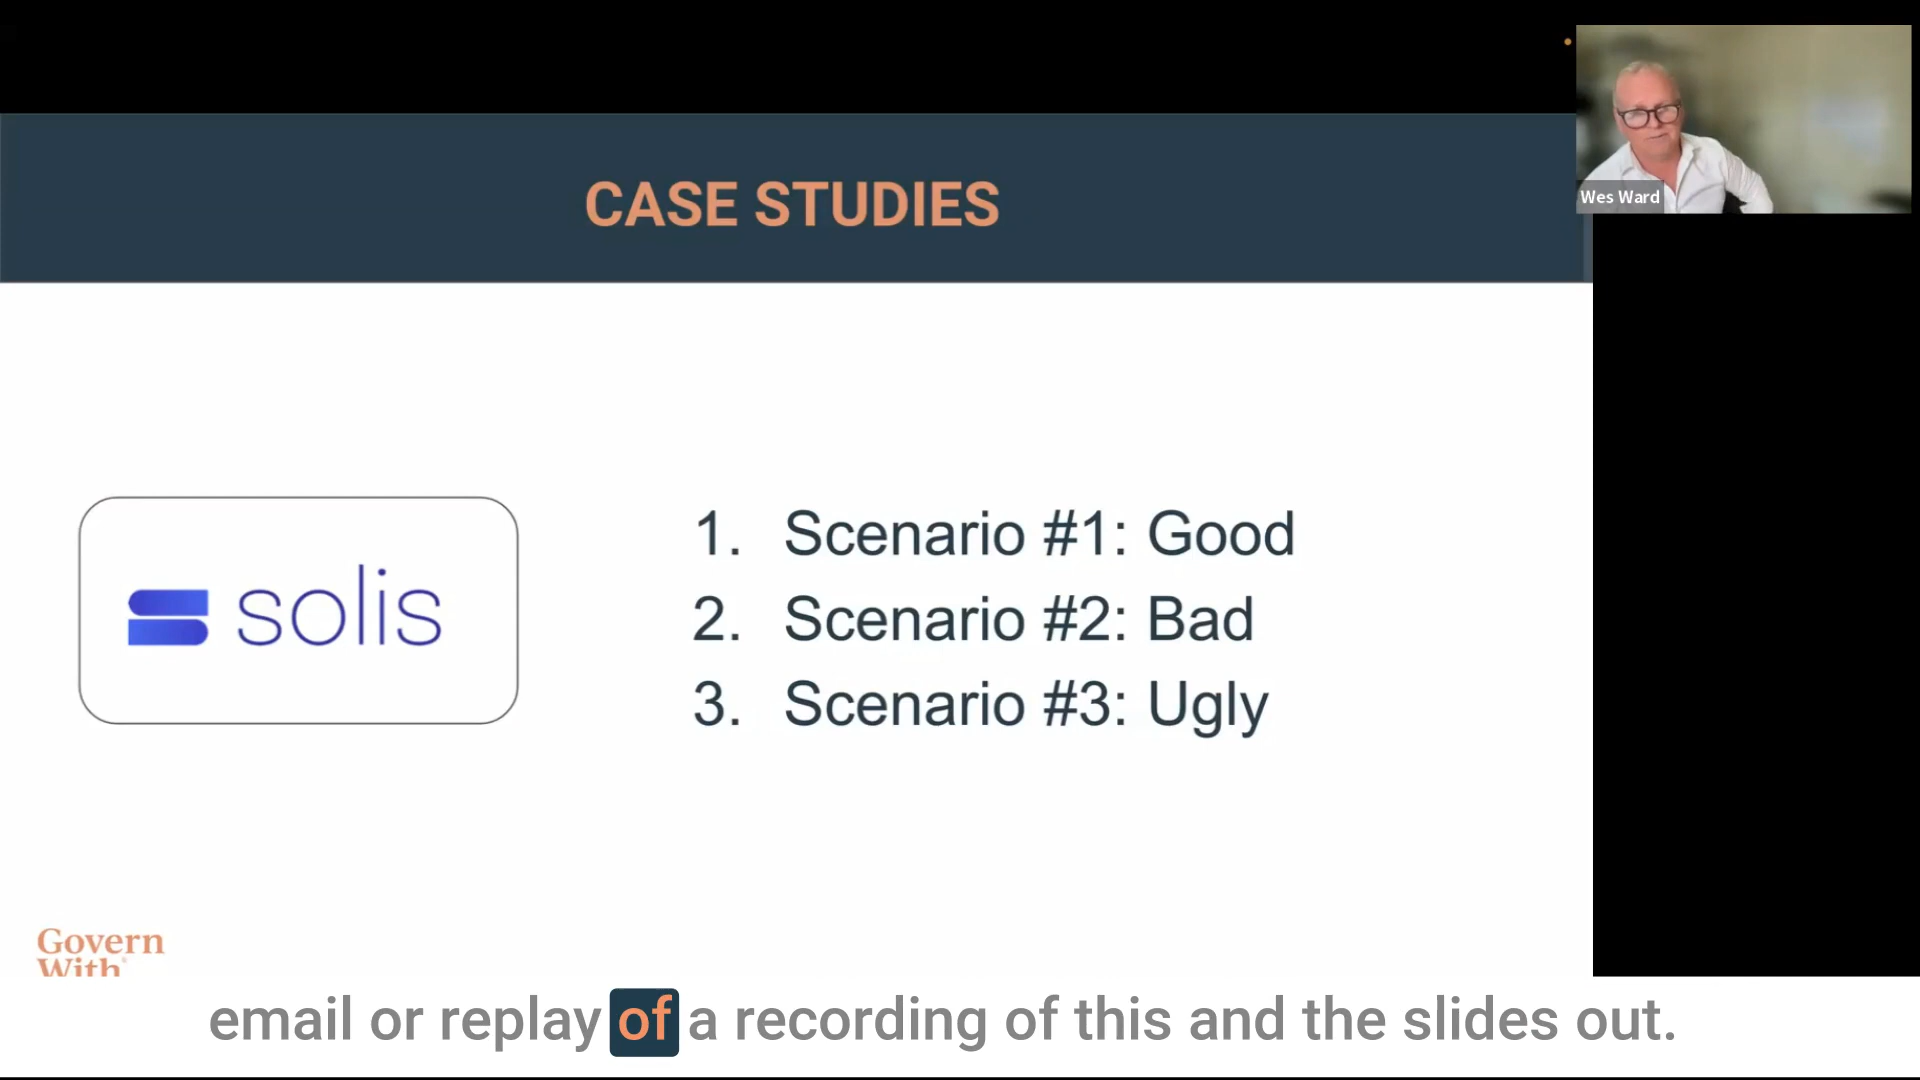 CASE STUDIES
Wes Ward
solis
1. Scenario #1: Good
2. Scenario #2: Bad
3. Scenario #3: Ugly
Govern
With
email or replay of a recording of this and the slides out.